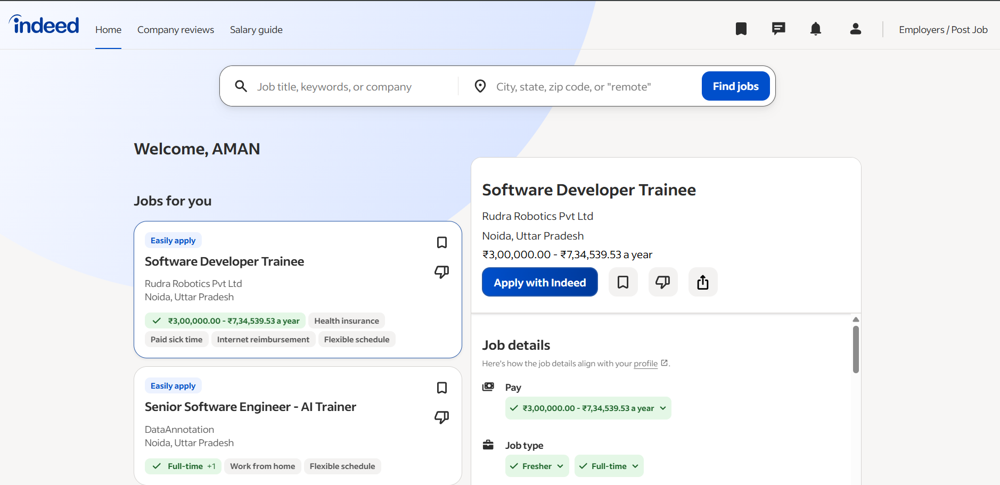 indeed
Home Company reviews Salary guide
Employers / Post Job
Job title, keywords, or company
City, state, zip code, or "remote"
Find jobs
Welcome, AMAN
Jobs for you
Easily apply
Software Developer Trainee
Rudra Robotics Pvt Ltd
Noida, Uttar Pradesh
₹3,00,000.00 - ₹7,34,539.53 a year Health insurance
Paid sick time Internet reimbursement Flexible schedule
Easily apply
Senior Software Engineer - AI Trainer
DataAnnotation
Noida, Uttar Pradesh
Full-time +1 Work from home Flexible schedule
Software Developer Trainee
Rudra Robotics Pvt Ltd
Noida, Uttar Pradesh
₹3,00,000.00 - ₹7,34,539.53 a year
Apply with Indeed
Job details
Here's how the job details align with your profile.
Pay
₹3,00,000.00 - ₹7,34,539.53 a year
Job type
Fresher Full-time